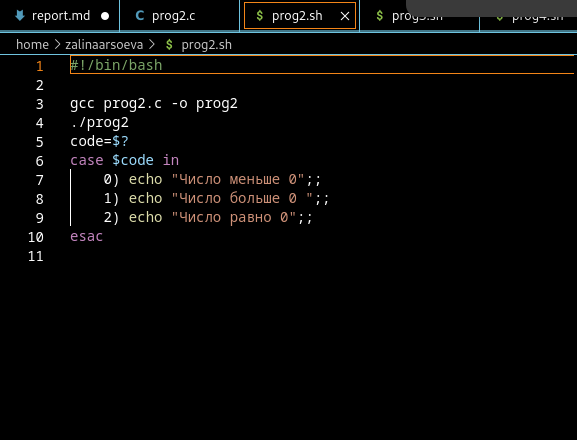 report.md
C prog2.c
$ prog2.sh
$ prog3.sh
$ prog4.sh
home > zalinaarsoeva > $ prog2.sh
1 #!/bin/bash
2
3 gcc prog2.c -o prog2
4 ./prog2
5 code=$?
6 case $code in
7 0) echo "Число меньше 0";;
8 1) echo "Число больше 0 ";;
9 2) echo "Число равно 0";;
10 esac
11